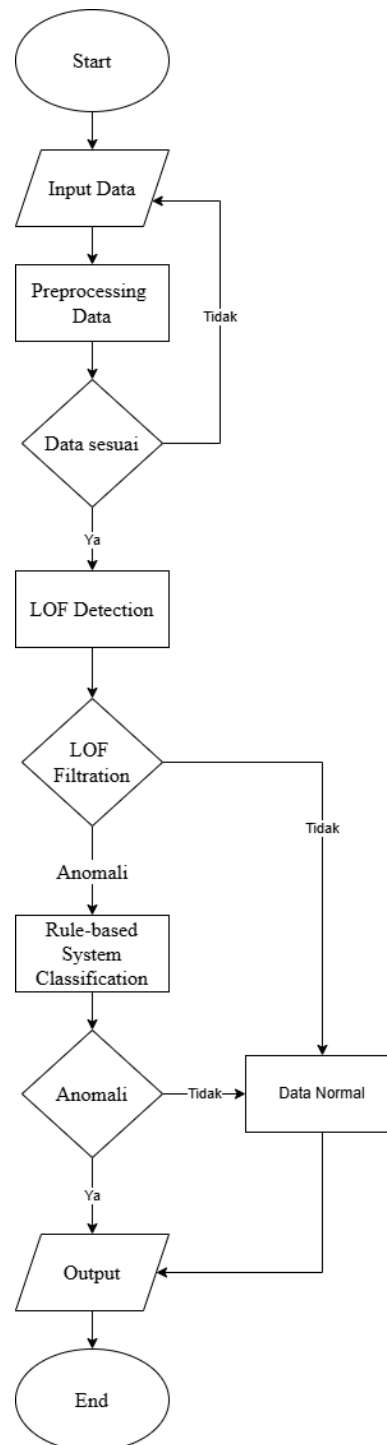 Start
Input Data
Preprocessing
Data
Tidak
Data sesuai
Ya
LOF Detection
LOF
Filtration
Tidak
Anomali
Rule-based
System
Classification
Anomali
Tidak
Data Normal
Ya
Output
End